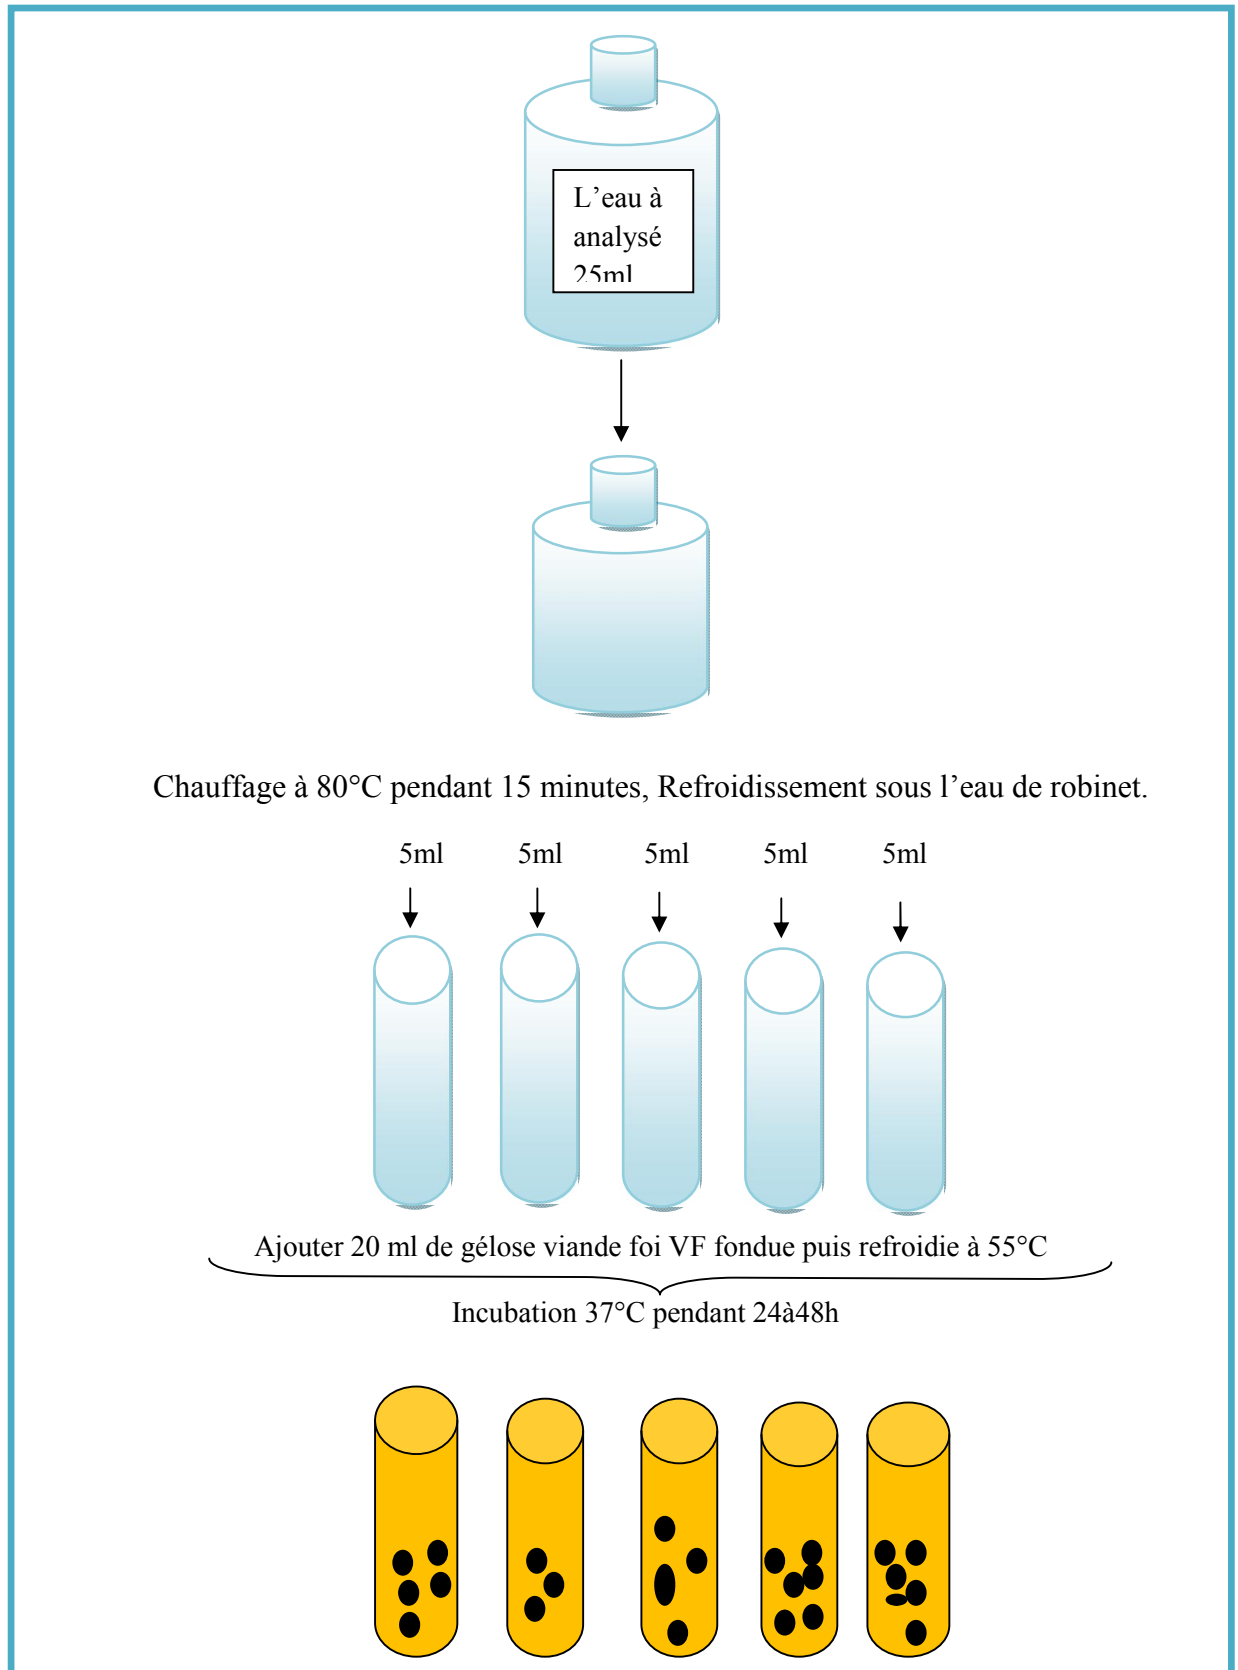 L’eau à
analysé
25ml
Chauffage à 80°C pendant 15 minutes, Refroidissement sous l’eau de robinet.
5ml 5ml 5ml 5ml 5ml
Ajouter 20 ml de gélose viande foi VF fondue puis refroidie à 55°C
Incubation 37°C pendant 24à48h